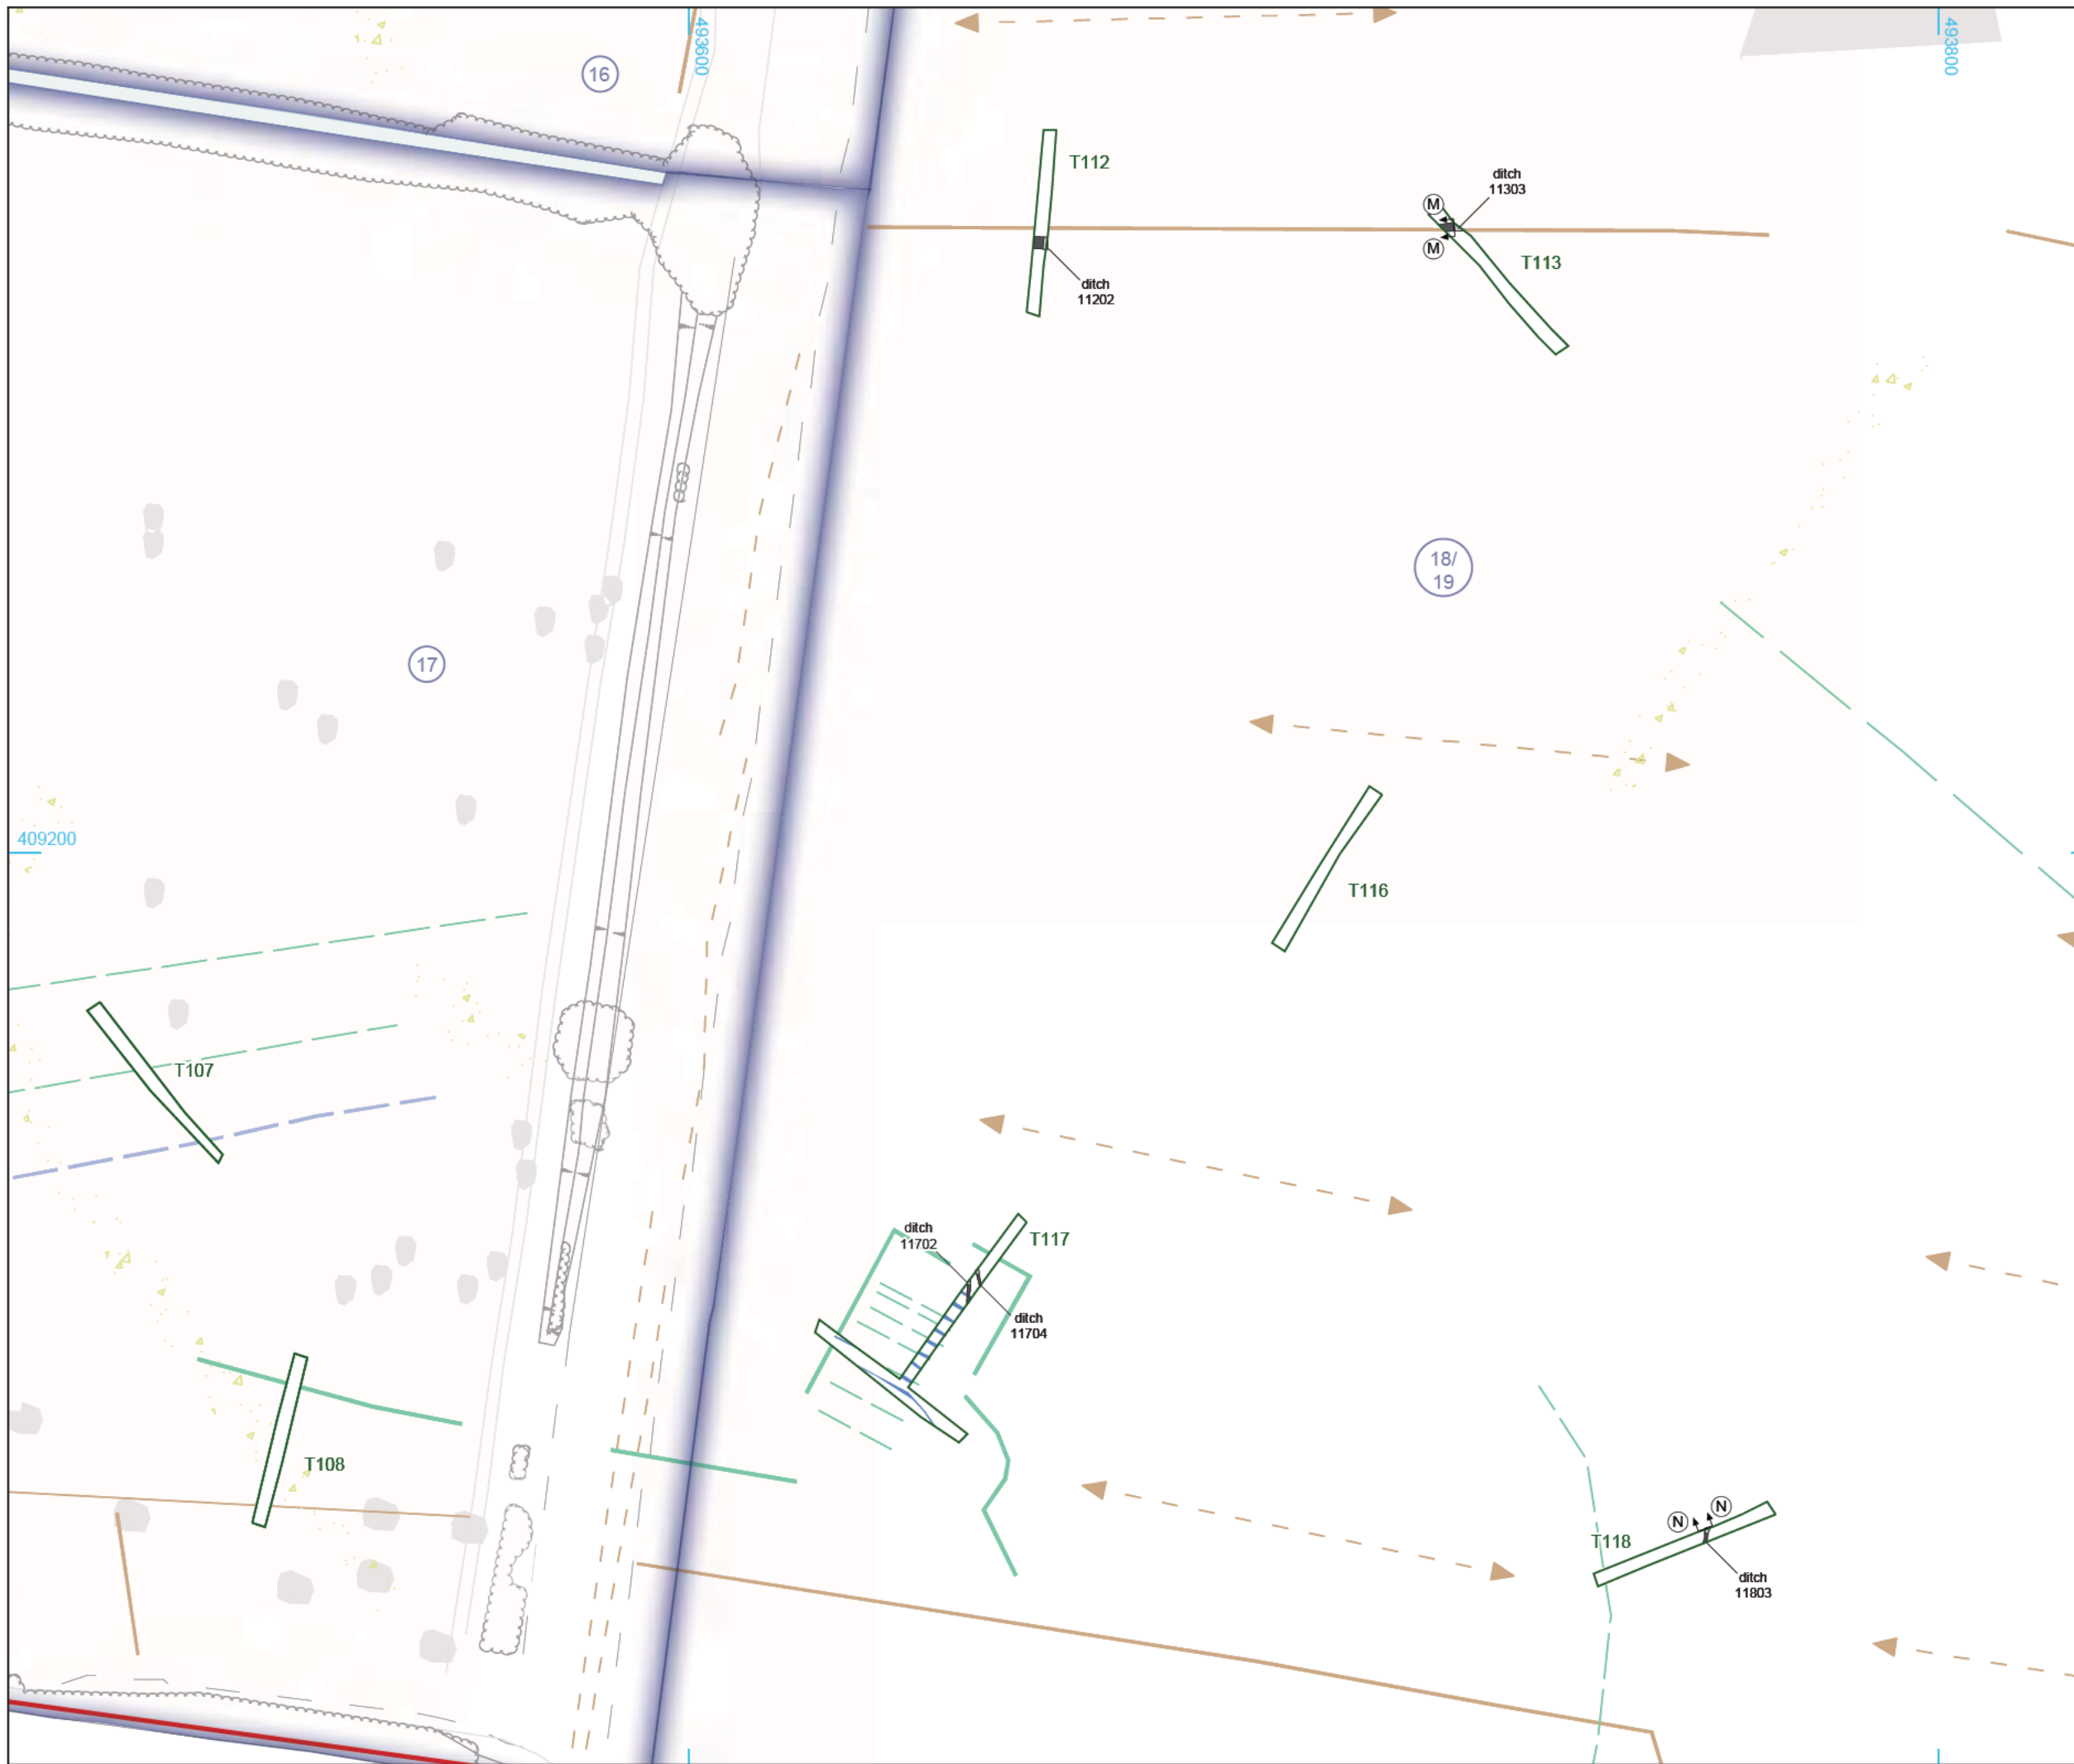 493600
493800
16
T112
ditch
11303
M
M
T113
ditch
11202
18/
19
17
409200
T116
T107
ditch
11702
T117
ditch
11704
T108
N
N
T118
ditch
11803